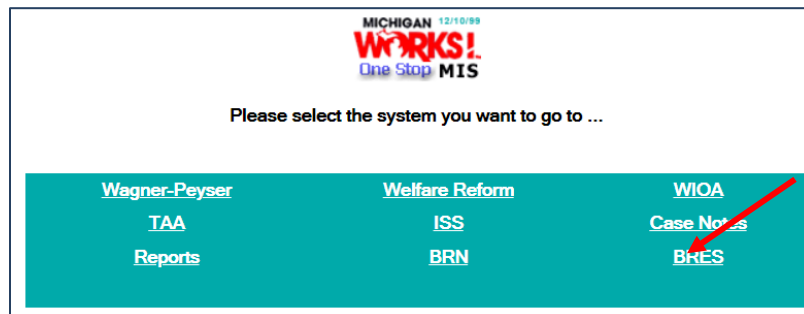 MICHIGAN 12/10/99
WORKS!
One Stop MIS
Please select the system you want to go to ...
Wagner-Peyser Welfare Reform WIOA
TAA ISS Case Notes
Reports BRN BRES